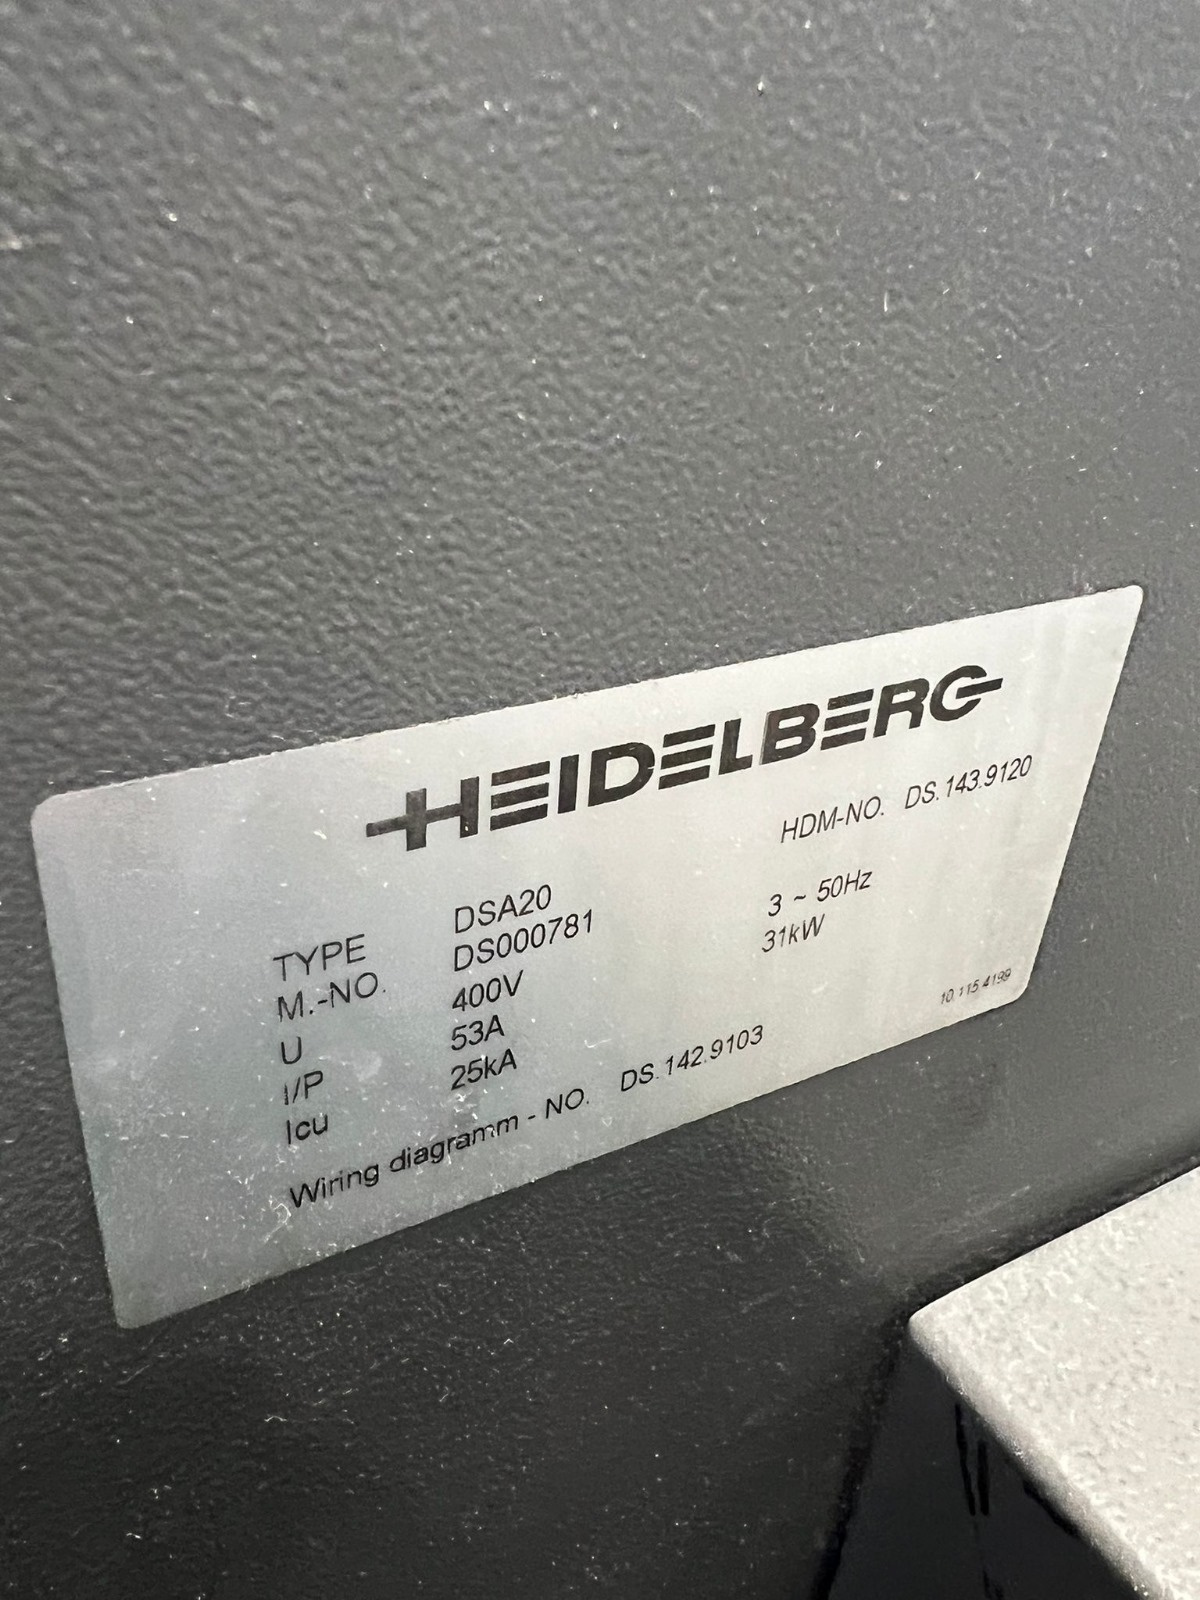 HEIDELBERG
HDM-NO. DS.143.9120
TYPE DSA20
M.-NO. DS000781 3 ~ 50Hz
U 400V 31kW
I/P 53A
Icu 25kA
10.115.4199
Wiring diagramm - NO. DS.142.9103